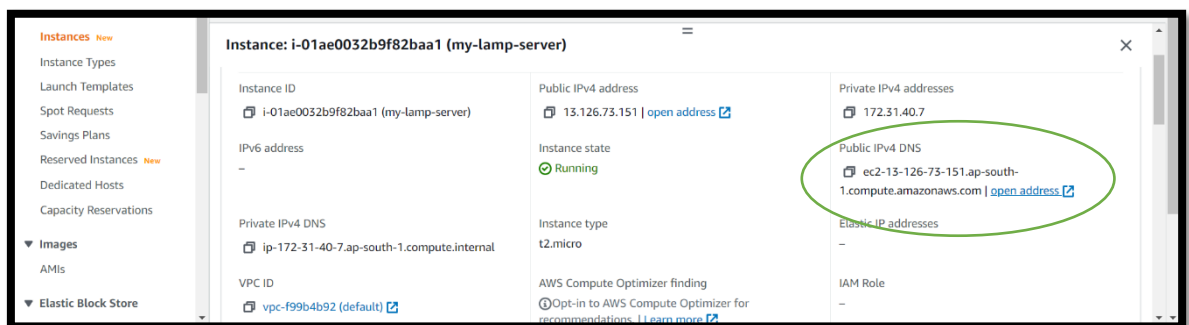 Instances New
Instance Types
Launch Templates
Spot Requests
Savings Plans
Reserved Instances New
Dedicated Hosts
Capacity Reservations
Images
AMIs
Elastic Block Store
Instance: i-01ae0032b9f82baa1 (my-lamp-server)
Instance ID
i-01ae0032b9f82baa1 (my-lamp-server)
Public IPv4 address
13.126.73.151 | open address
Private IPv4 addresses
172.31.40.7
IPv6 address
–
Instance state
Running
Public IPv4 DNS
ec2-13-126-73-151.ap-south-
1.compute.amazonaws.com | open address
Private IPv4 DNS
ip-172-31-40-7.ap-south-1.compute.internal
Instance type
t2.micro
Elastic IP addresses
–
VPC ID
vpc-f99b4b92 (default)
AWS Compute Optimizer finding
Opt-in to AWS Compute Optimizer for
recommendations. | Learn more
IAM Role
–